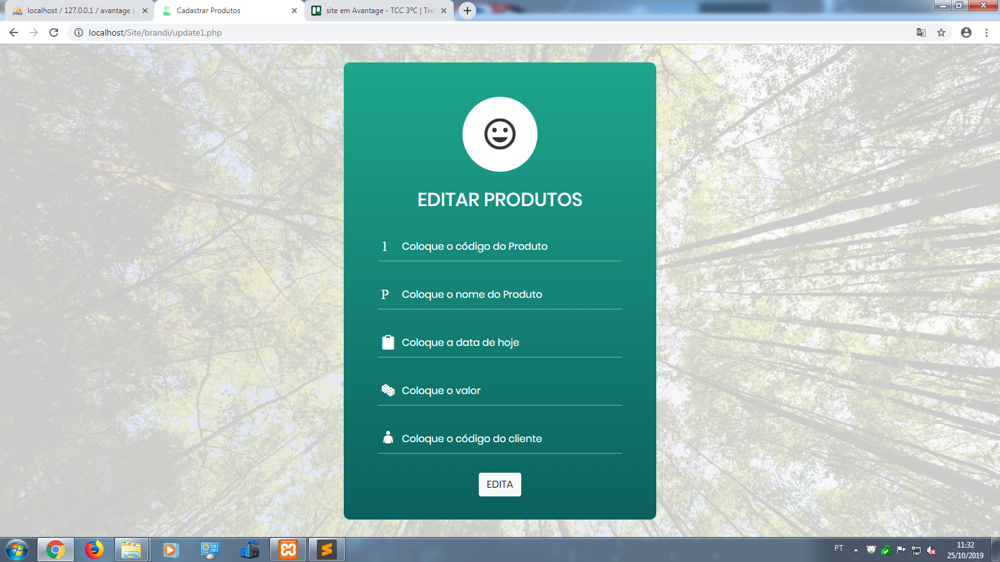 localhost / 127.0.0.1 / avantage |
Cadastrar Produtos
site em Avantage - TCC 3ºC | Trel
localhost/Site/brandi/update1.php
EDITAR PRODUTOS
1 Coloque o código do Produto
P Coloque o nome do Produto
Coloque a data de hoje
Coloque o valor
Coloque o código do cliente
EDITA
PT
11:32
25/10/2019